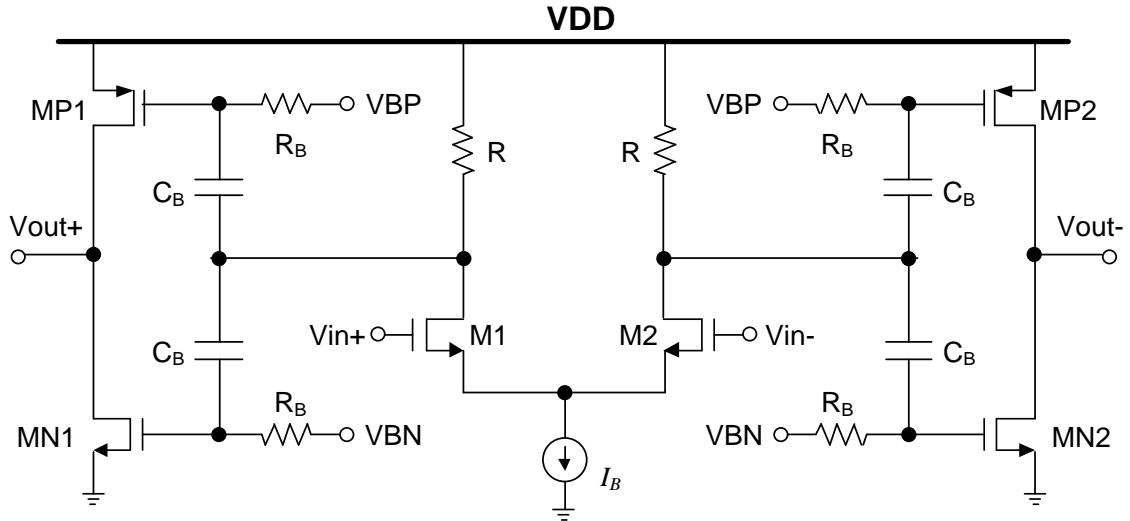 VDD
MP1
VBP
R_B
R
R
VBP
R_B
MP2
C_B
C_B
Vout+
Vout-
Vin+
M1
M2
Vin-
C_B
C_B
MN1
R_B
VBN
VBN
R_B
MN2
I_B